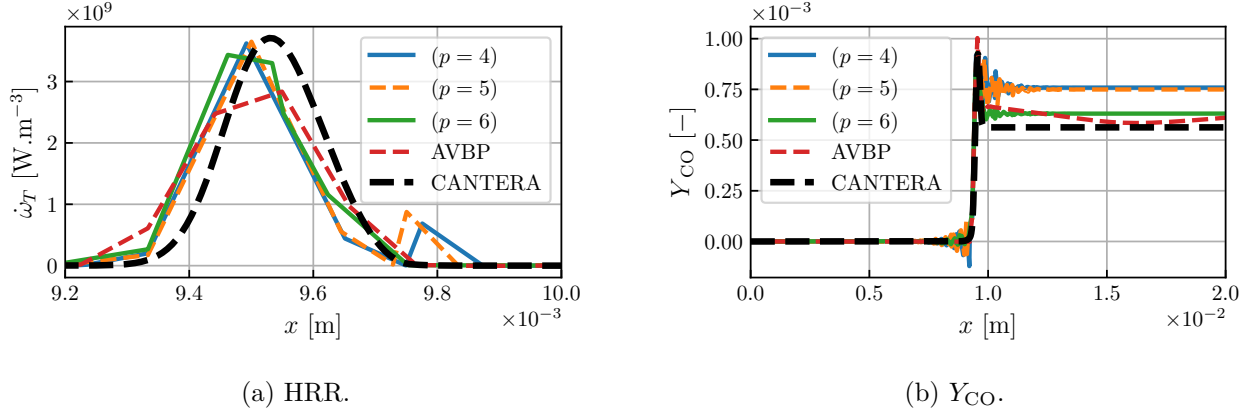 ×10⁹
ω̇_T [W.m⁻³]
3
2
1
0
(p = 4)
(p = 5)
(p = 6)
AVBP
CANTERA
9.2 9.4 9.6 9.8 10.0
x [m]
×10⁻³
(a) HRR.
×10⁻³
Y_CO [−]
1.00
0.75
0.50
0.25
0.00
(p = 4)
(p = 5)
(p = 6)
AVBP
CANTERA
0.0 0.5 1.0 1.5 2.0
x [m]
×10⁻²
(b) Y_CO.